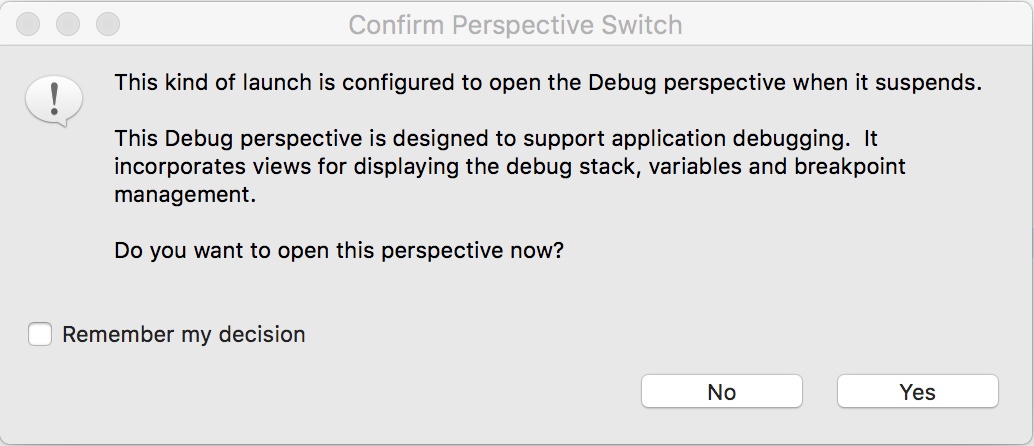 Confirm Perspective Switch
This kind of launch is configured to open the Debug perspective when it suspends.
This Debug perspective is designed to support application debugging.  It
incorporates views for displaying the debug stack, variables and breakpoint
management.
Do you want to open this perspective now?
Remember my decision
No
Yes